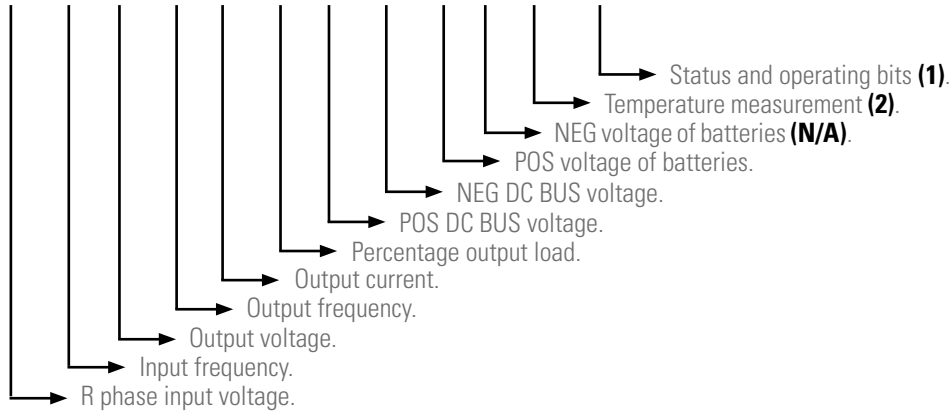 Status and operating bits (1).
Temperature measurement (2).
NEG voltage of batteries (N/A).
POS voltage of batteries.
NEG DC BUS voltage.
POS DC BUS voltage.
Percentage output load.
Output current.
Output frequency.
Output voltage.
Input frequency.
R phase input voltage.